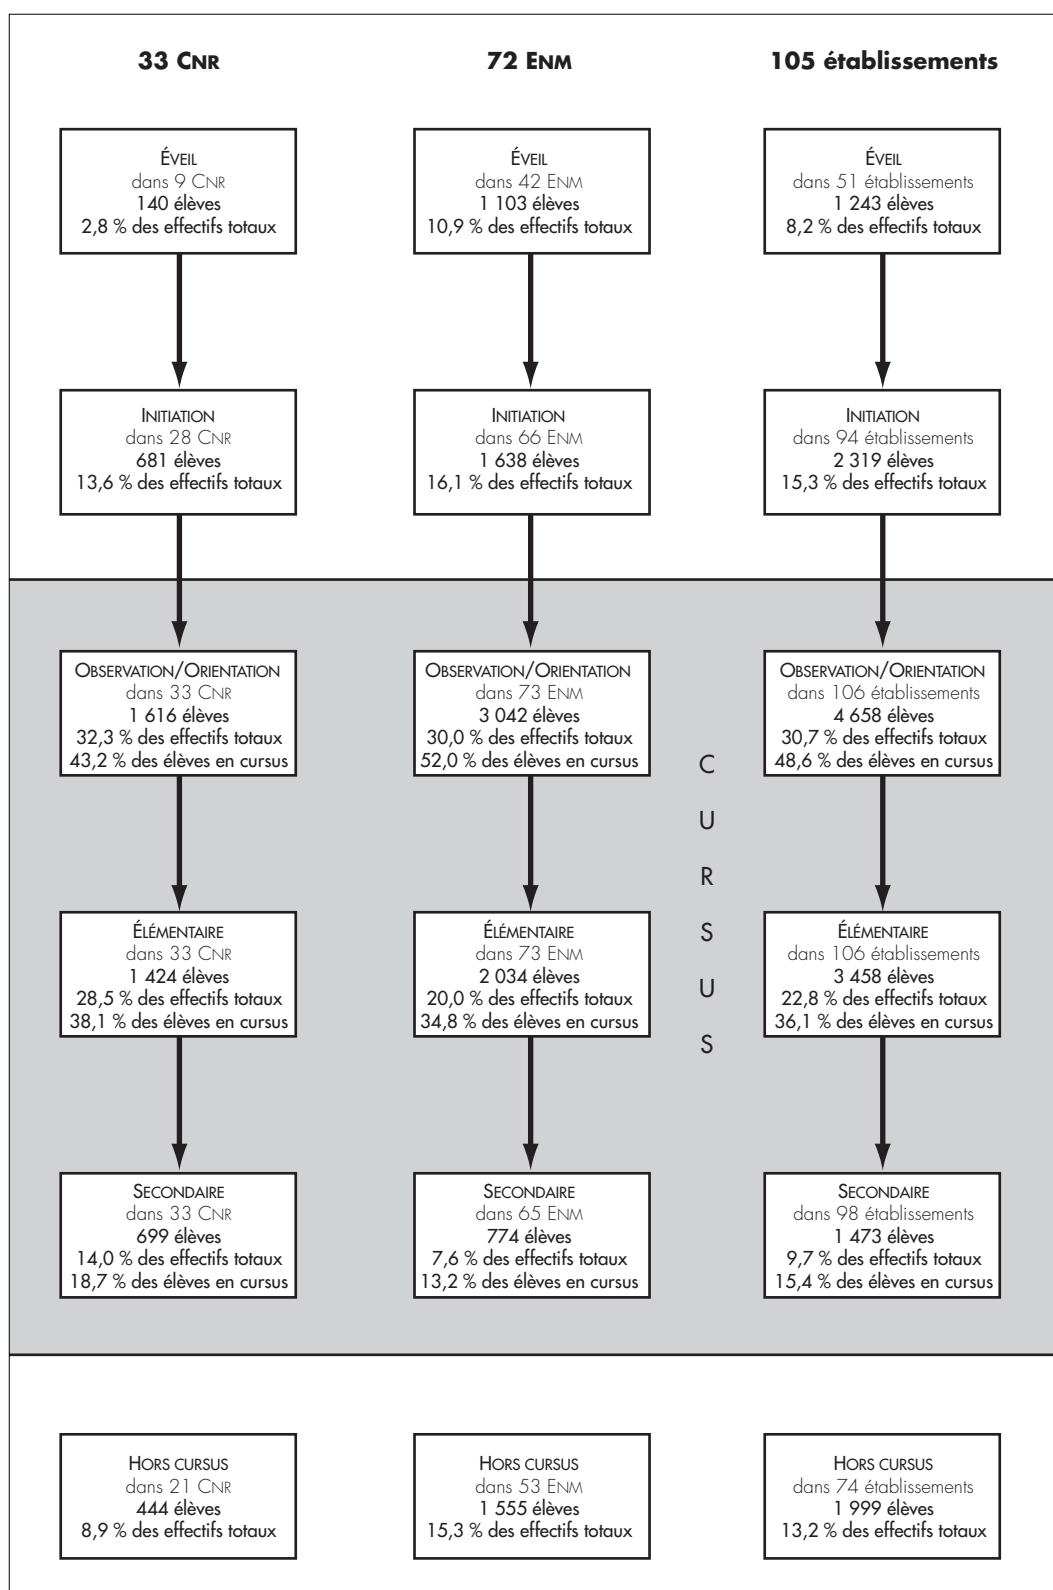 33 CNR
72 ENM
105 établissements
ÉVEIL
dans 9 CNR
140 élèves
2,8 % des effectifs totaux
ÉVEIL
dans 42 ENM
1 103 élèves
10,9 % des effectifs totaux
ÉVEIL
dans 51 établissements
1 243 élèves
8,2 % des effectifs totaux
INITIATION
dans 28 CNR
681 élèves
13,6 % des effectifs totaux
INITIATION
dans 66 ENM
1 638 élèves
16,1 % des effectifs totaux
INITIATION
dans 94 établissements
2 319 élèves
15,3 % des effectifs totaux
OBSERVATION/ORIENTATION
dans 33 CNR
1 616 élèves
32,3 % des effectifs totaux
43,2 % des élèves en cursus
OBSERVATION/ORIENTATION
dans 73 ENM
3 042 élèves
30,0 % des effectifs totaux
52,0 % des élèves en cursus
OBSERVATION/ORIENTATION
dans 106 établissements
4 658 élèves
30,7 % des effectifs totaux
48,6 % des élèves en cursus
C
U
R
S
U
S
ÉLÉMENTAIRE
dans 33 CNR
1 424 élèves
28,5 % des effectifs totaux
38,1 % des élèves en cursus
ÉLÉMENTAIRE
dans 73 ENM
2 034 élèves
20,0 % des effectifs totaux
34,8 % des élèves en cursus
ÉLÉMENTAIRE
dans 106 établissements
3 458 élèves
22,8 % des effectifs totaux
36,1 % des élèves en cursus
SECONDAIRE
dans 33 CNR
699 élèves
14,0 % des effectifs totaux
18,7 % des élèves en cursus
SECONDAIRE
dans 65 ENM
774 élèves
7,6 % des effectifs totaux
13,2 % des élèves en cursus
SECONDAIRE
dans 98 établissements
1 473 élèves
9,7 % des effectifs totaux
15,4 % des élèves en cursus
HORS CURSUS
dans 21 CNR
444 élèves
8,9 % des effectifs totaux
HORS CURSUS
dans 53 ENM
1 555 élèves
15,3 % des effectifs totaux
HORS CURSUS
dans 74 établissements
1 999 élèves
13,2 % des effectifs totaux